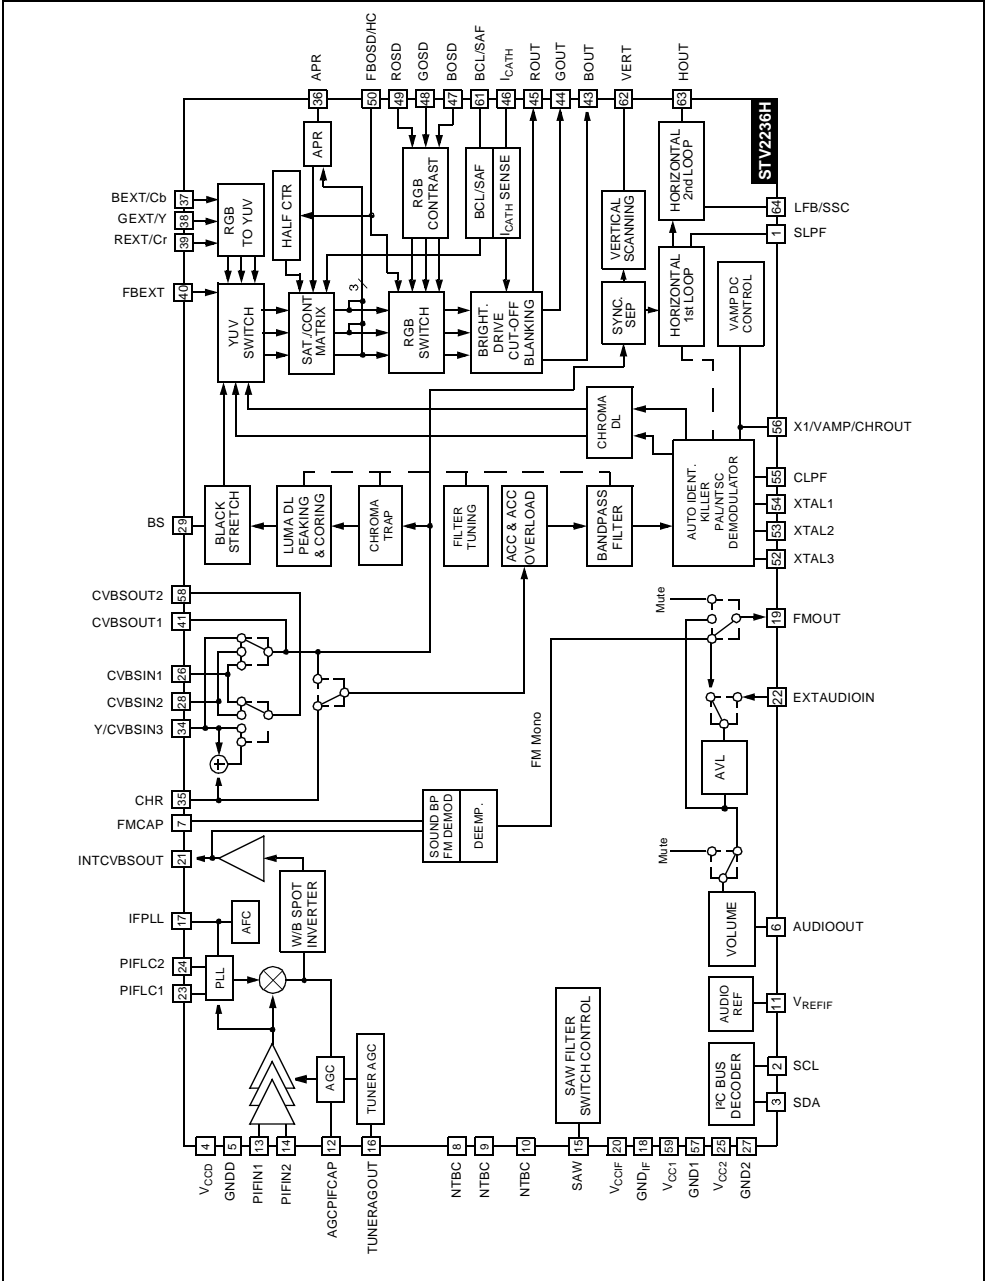 APR
FBOSD/HC
ROSD
GOSD
BOSD
BCL/SAF
ICATH
ROUT
GOUT
BOUT
VERT
HOUT
36
50
49
48
47
61
46
45
44
43
62
63
STV2236H
BEXT/Cb
37
GEXT/Y
38
REXT/Cr
39
FBEXT
40
RGB
TO YUV
HALF CTR
APR
RGB
CONTRAST
BCL/SAF
ICATH SENSE
VERTICAL
SCANNING
HORIZONTAL
2nd LOOP
64
LFB/SSC
1
SLPF
YUV
SWITCH
SAT./CONT
MATRIX
3
RGB
SWITCH
BRIGHT.
DRIVE
CUT-OFF
BLANKING
SYNC.
SEP
HORIZONTAL
1st LOOP
VAMP DC
CONTROL
CHROMA
DL
56
X1/VAMP/CHROUT
BS
29
BLACK
STRETCH
LUMA DL
PEAKING
& CORING
CHROMA
TRAP
FILTER
TUNING
ACC & ACC
OVERLOAD
BANDPASS
FILTER
AUTO IDENT.
KILLER
PAL/NTSC
DEMODULATOR
55
CLPF
54
XTAL1
53
XTAL2
52
XTAL3
CVBSOUT2
58
CVBSOUT1
41
CVBSIN1
26
CVBSIN2
28
Y/CVBSIN3
34
CHR
35
FMCAP
7
INTCVBSOUT
21
Mute
19
FMOUT
22
EXTAUDIOIN
FM Mono
AVL
SOUND BP
FM DEMOD
DEEMP.
Mute
W/B SPOT
INVERTER
IFPLL
17
AFC
PIFLC2
24
PIFLC1
23
PLL
VOLUME
6
AUDIOOUT
AUDIO
REF
11
VREFIF
AGC
TUNER AGC
SAW FILTER
SWITCH CONTROL
I²C BUS
DECODER
2
SCL
3
SDA
4
5
13
14
12
16
8
9
10
15
20
18
59
57
25
27
VCCD
GNDD
PIFIN1
PIFIN2
AGCPIFCAP
TUNERAGOUT
NTBC
NTBC
NTBC
SAW
VCCIF
GNDIF
VCC1
GND1
VCC2
GND2